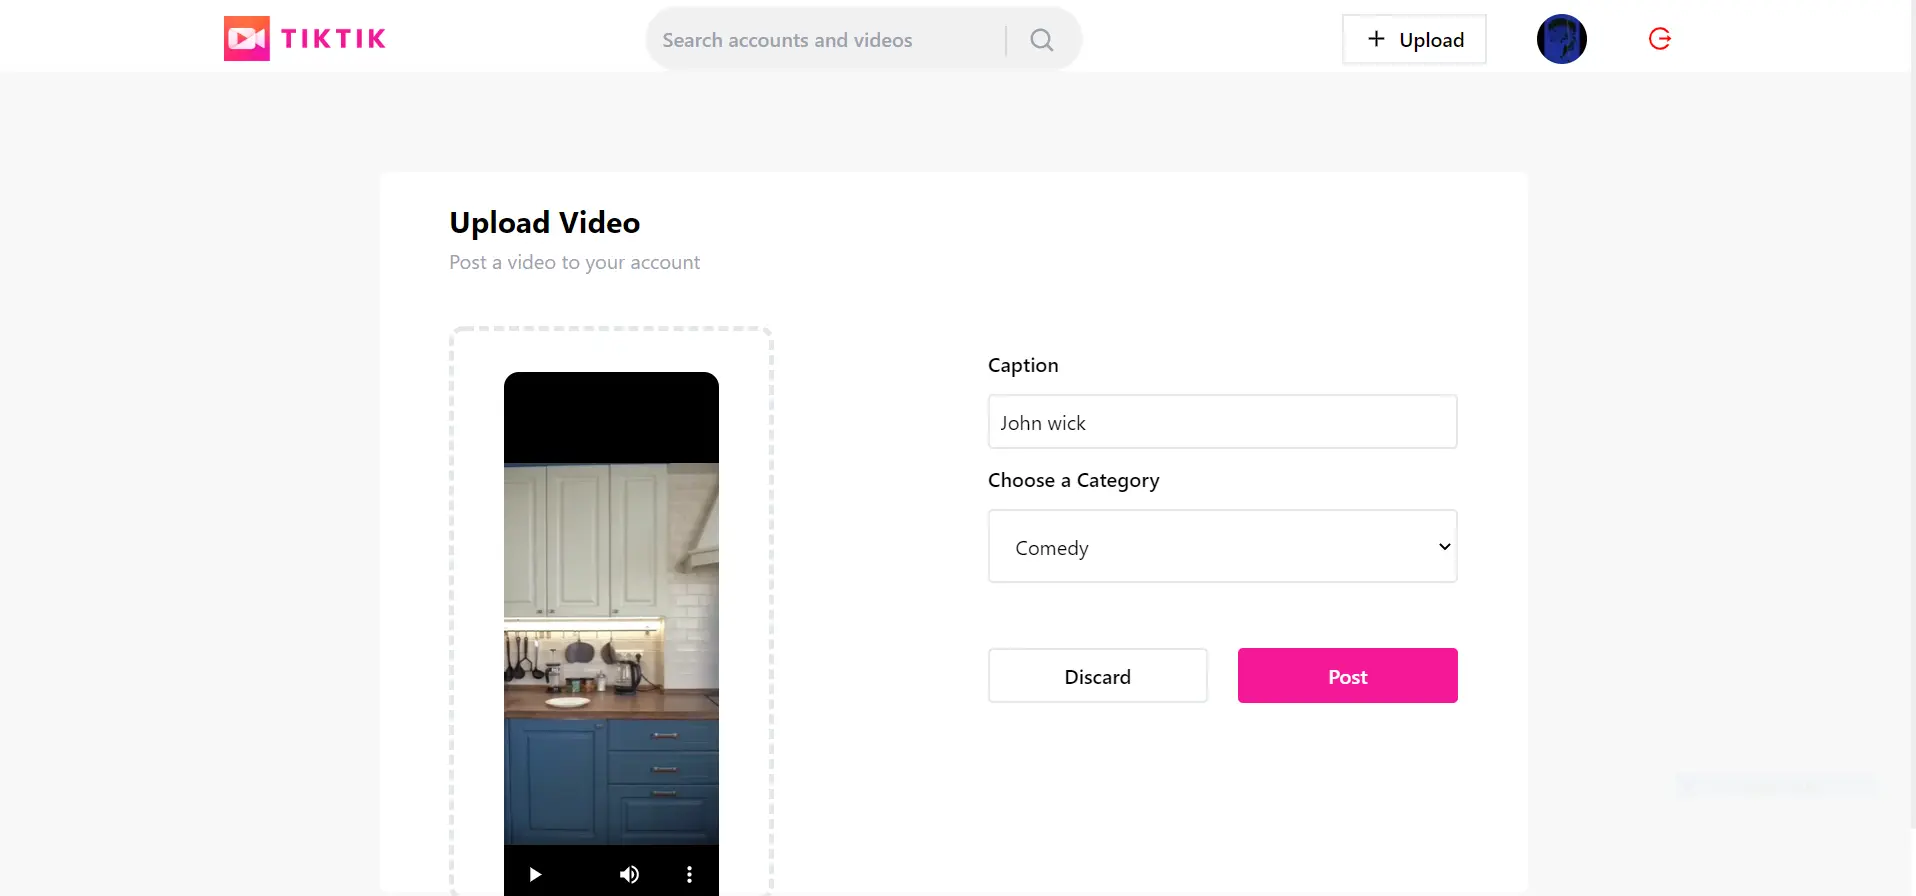 TIKTIK
Search accounts and videos
Upload
Upload Video
Post a video to your account
Caption
John wick
Choose a Category
Comedy
Discard
Post